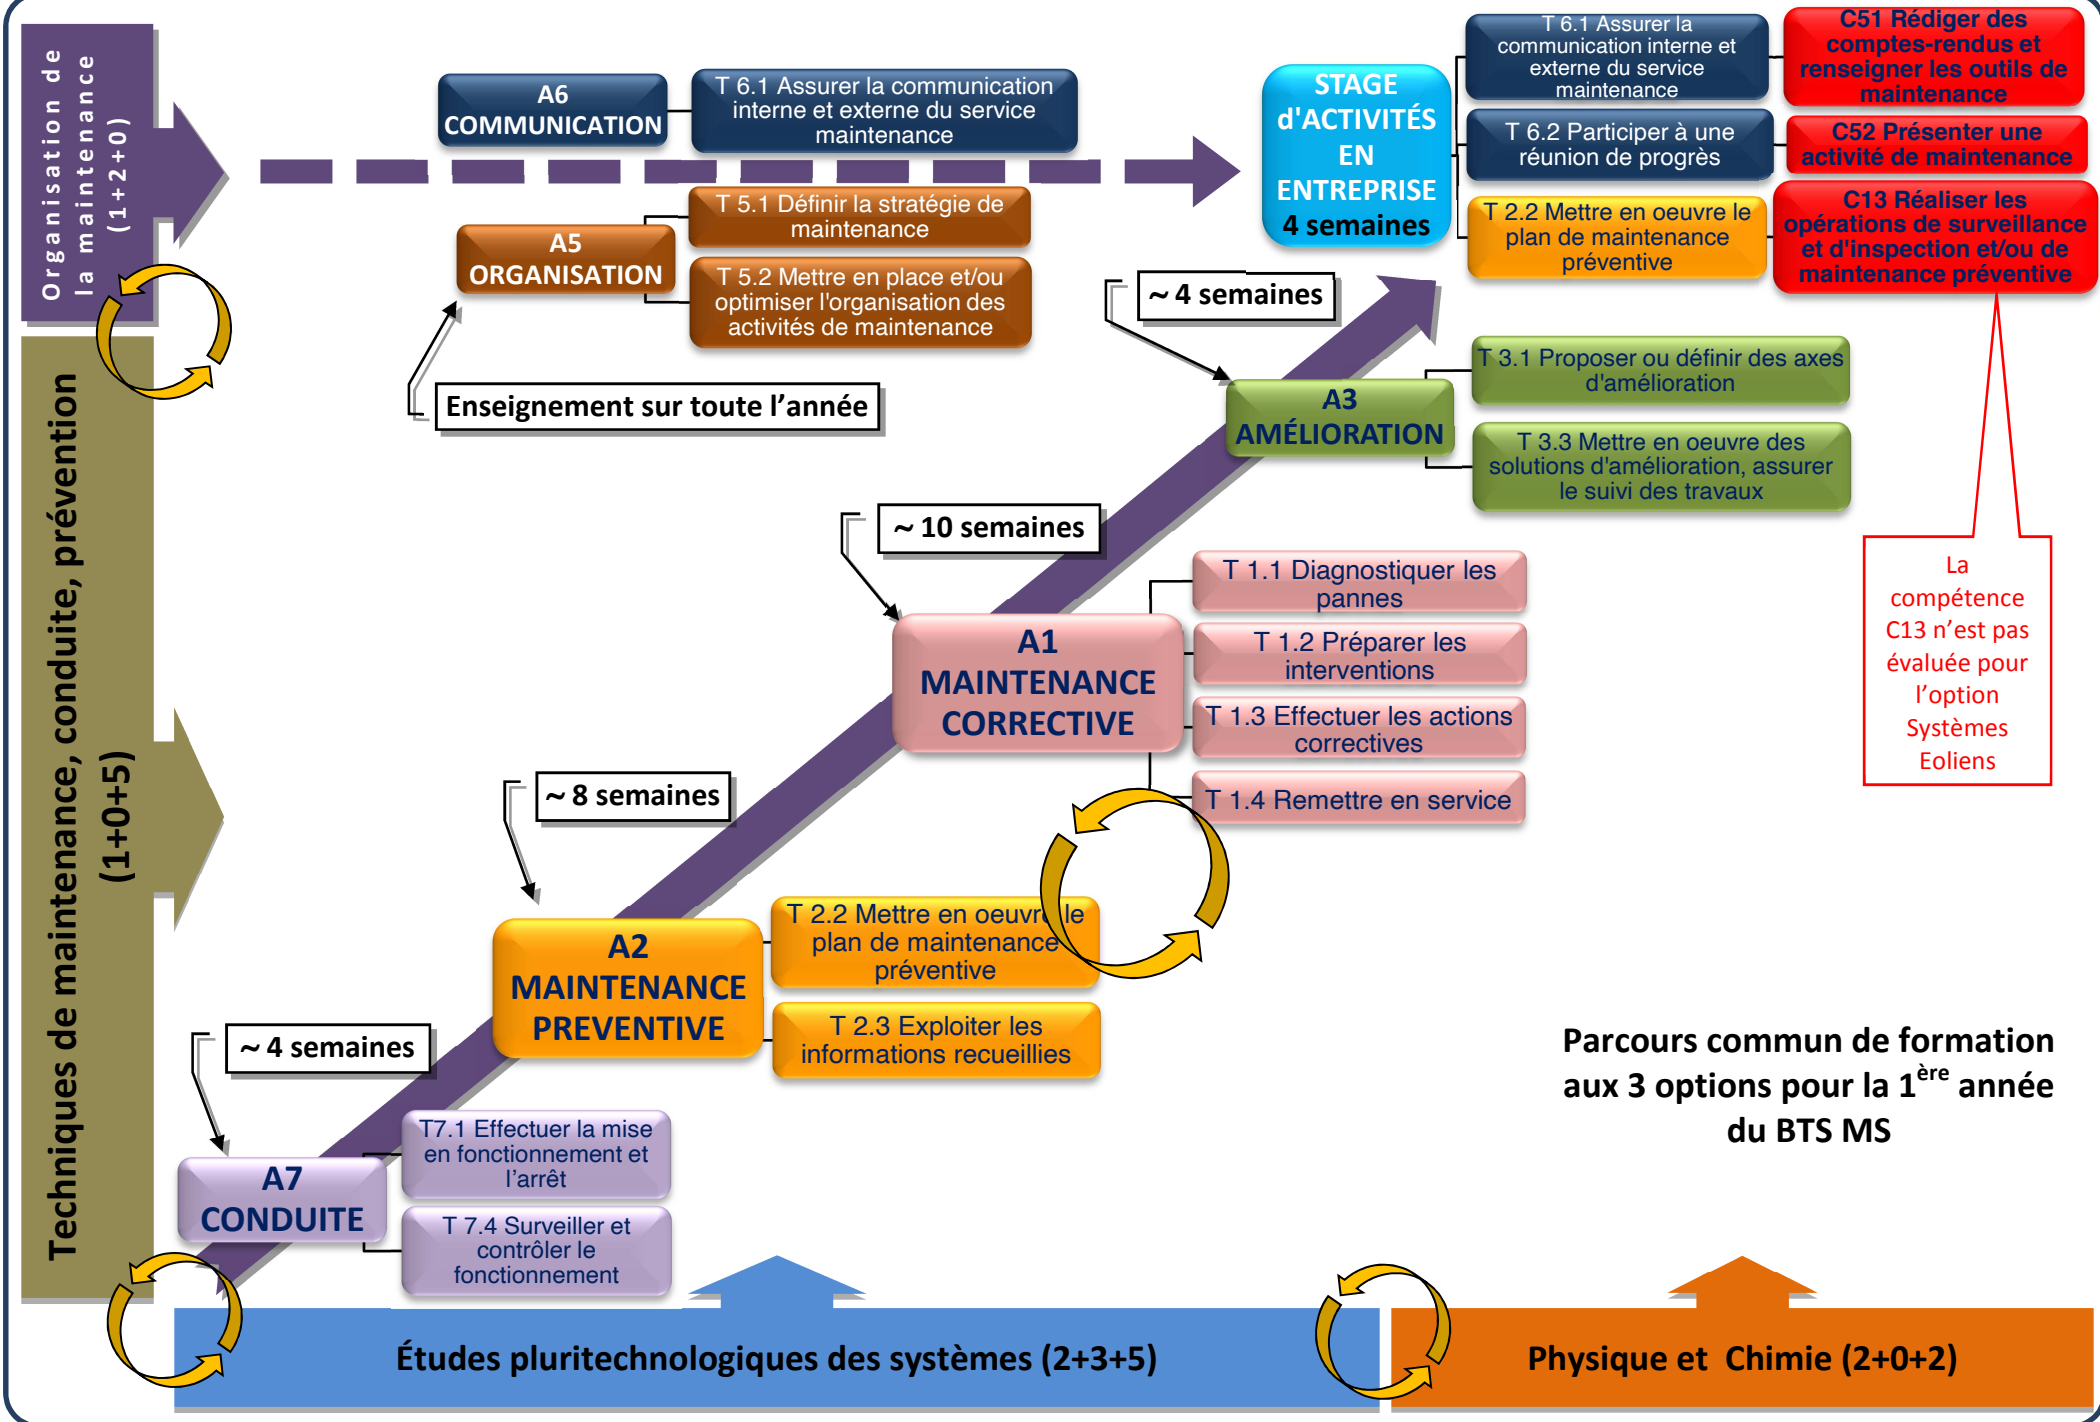 Organisation de
la maintenance
(1+2+0)
Techniques de maintenance, conduite, prévention
(1+0+5)
A6
COMMUNICATION
T 6.1 Assurer la communication
interne et externe du service
maintenance
A5
ORGANISATION
T 5.1 Définir la stratégie de
maintenance
T 5.2 Mettre en place et/ou
optimiser l'organisation des
activités de maintenance
Enseignement sur toute l’année
STAGE
d'ACTIVITÉS
EN
ENTREPRISE
4 semaines
T 6.1 Assurer la
communication interne et
externe du service
maintenance
C51 Rédiger des
comptes-rendus et
renseigner les outils de
maintenance
T 6.2 Participer à une
réunion de progrès
C52 Présenter une
activité de maintenance
T 2.2 Mettre en oeuvre le
plan de maintenance
préventive
C13 Réaliser les
opérations de surveillance
et d'inspection et/ou de
maintenance préventive
La
compétence
C13 n’est pas
évaluée pour
l’option
Systèmes
Eoliens
~ 4 semaines
A3
AMÉLIORATION
T 3.1 Proposer ou définir des axes
d'amélioration
T 3.3 Mettre en oeuvre des
solutions d'amélioration, assurer
le suivi des travaux
~ 10 semaines
A1
MAINTENANCE
CORRECTIVE
T 1.1 Diagnostiquer les
pannes
T 1.2 Préparer les
interventions
T 1.3 Effectuer les actions
correctives
T 1.4 Remettre en service
~ 8 semaines
A2
MAINTENANCE
PREVENTIVE
T 2.2 Mettre en oeuvre le
plan de maintenance
préventive
T 2.3 Exploiter les
informations recueillies
~ 4 semaines
A7
CONDUITE
T7.1 Effectuer la mise
en fonctionnement et
l’arrêt
T 7.4 Surveiller et
contrôler le
fonctionnement
Parcours commun de formation
aux 3 options pour la 1ère année
du BTS MS
Études pluritechnologiques des systèmes (2+3+5)
Physique et Chimie (2+0+2)